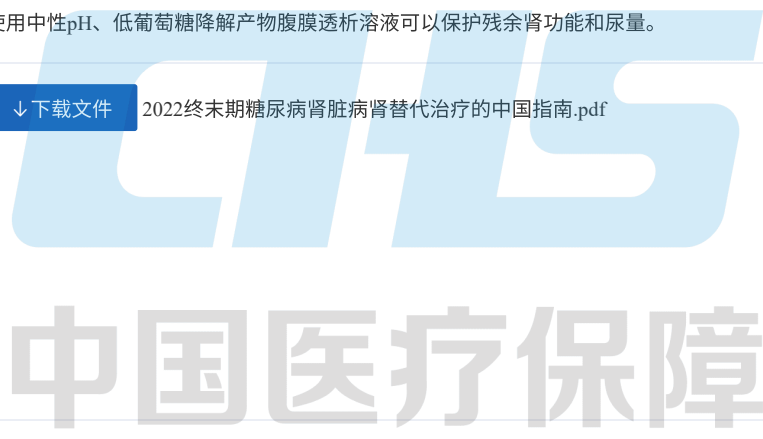 使用中性pH、低葡萄糖降解产物腹膜透析溶液可以保护残余肾功能和尿量。
↓下载文件 2022终末期糖尿病肾脏病肾替代治疗的中国指南.pdf
CHS
中国医疗保障